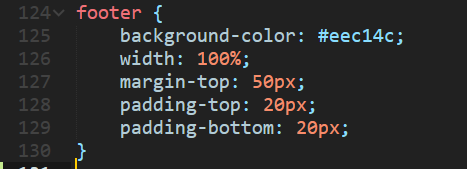 124 footer {
125 background-color: #eec14c;
126 width: 100%;
127 margin-top: 50px;
128 padding-top: 20px;
129 padding-bottom: 20px;
130 }